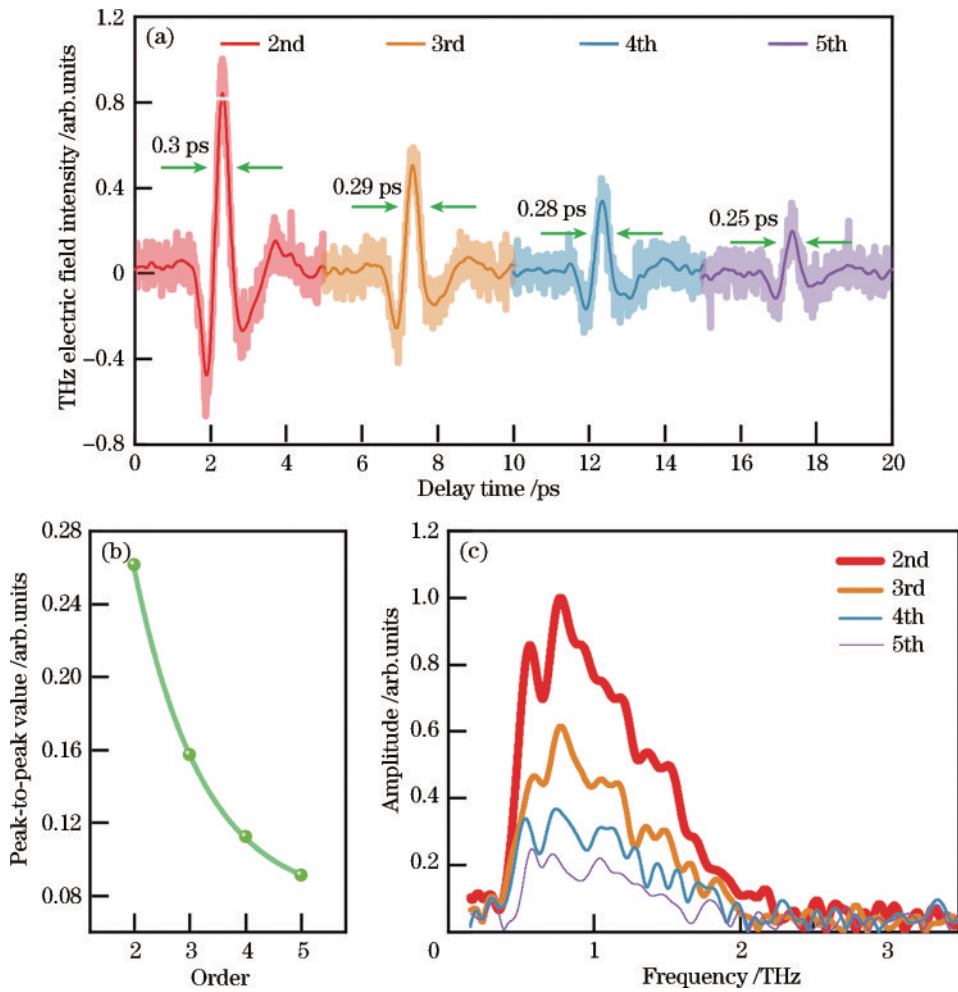 (a)
2nd 3rd 4th 5th
THz electric field intensity /arb.units
1.2
0.8
0.4
0
−0.4
−0.8
0.3 ps
0.29 ps
0.28 ps
0.25 ps
0 2 4 6 8 10 12 14 16 18 20
Delay time /ps
(b)
Peak-to-peak value /arb.units
0.28
0.24
0.20
0.16
0.12
0.08
2 3 4 5
Order
(c)
Amplitude /arb.units
1.2
1.0
0.8
0.6
0.4
0.2
0 1 2 3
Frequency /THz
2nd
3rd
4th
5th